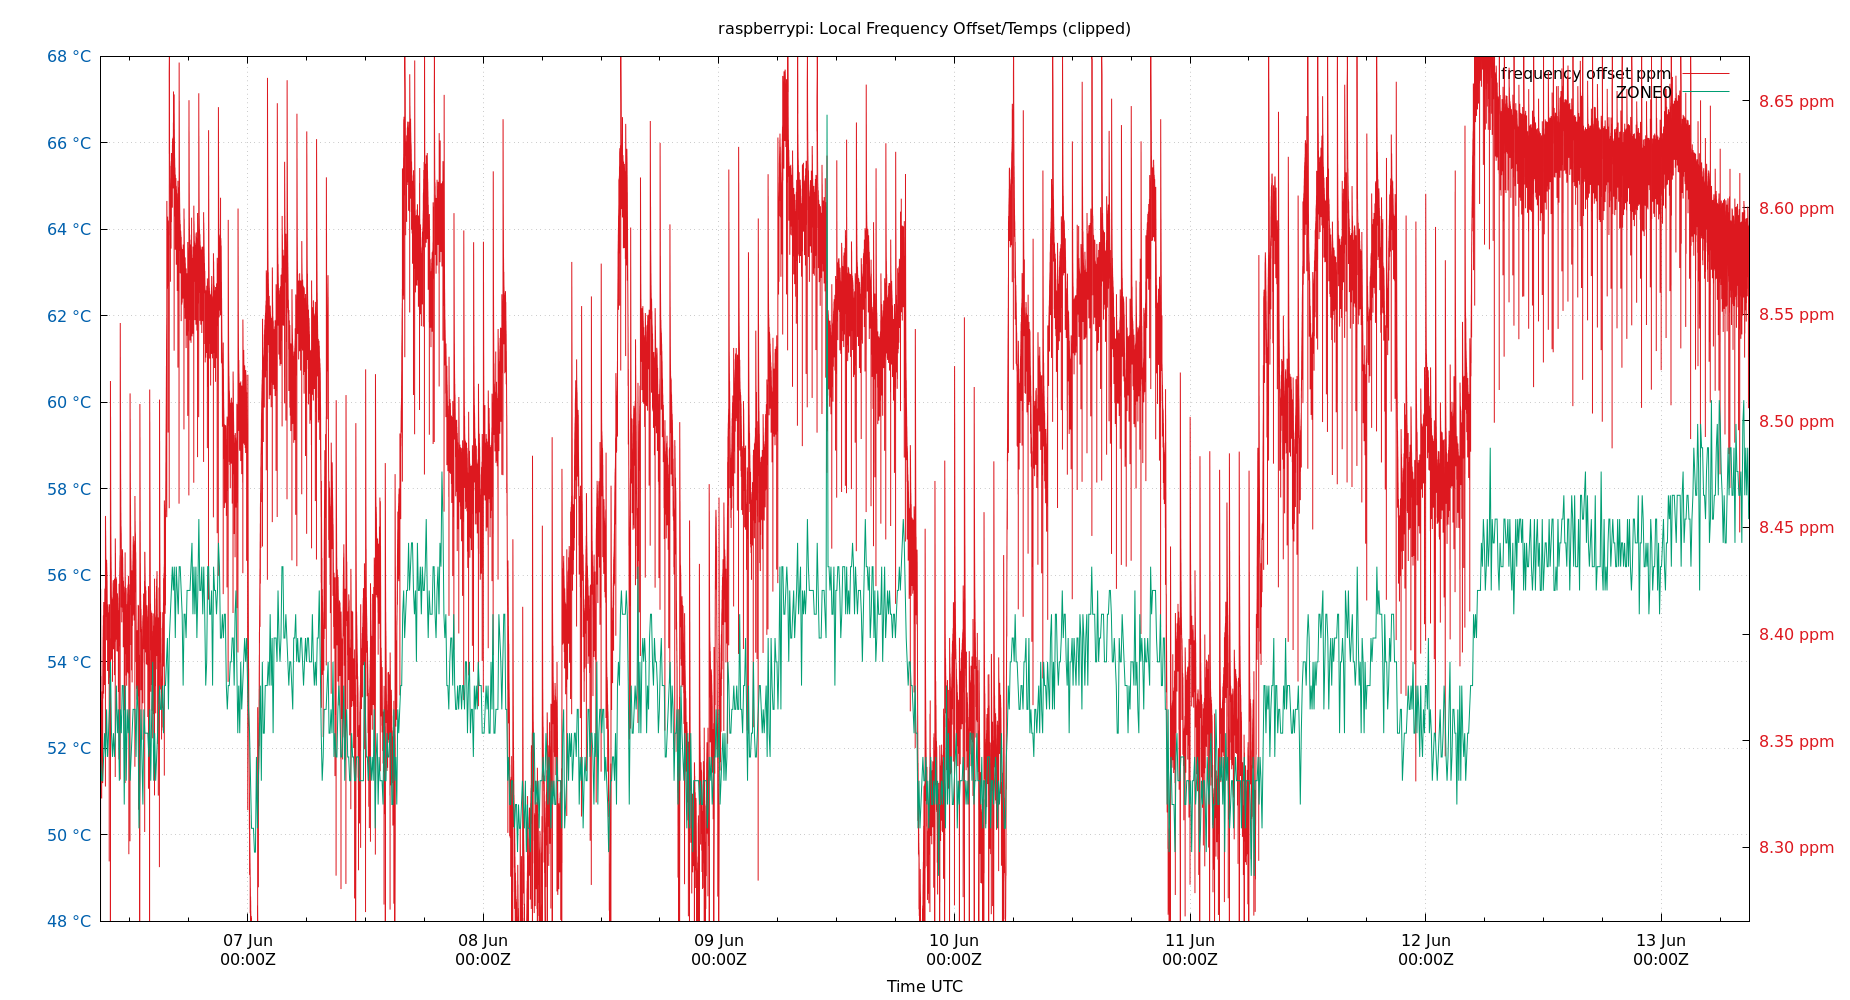 raspberrypi: Local Frequency Offset/Temps (clipped)
68 °C
66 °C
64 °C
62 °C
60 °C
58 °C
56 °C
54 °C
52 °C
50 °C
48 °C
frequency offset ppm
ZONE0
8.65 ppm
8.60 ppm
8.55 ppm
8.50 ppm
8.45 ppm
8.40 ppm
8.35 ppm
8.30 ppm
07 Jun
00:00Z
08 Jun
00:00Z
09 Jun
00:00Z
10 Jun
00:00Z
11 Jun
00:00Z
12 Jun
00:00Z
13 Jun
00:00Z
Time UTC